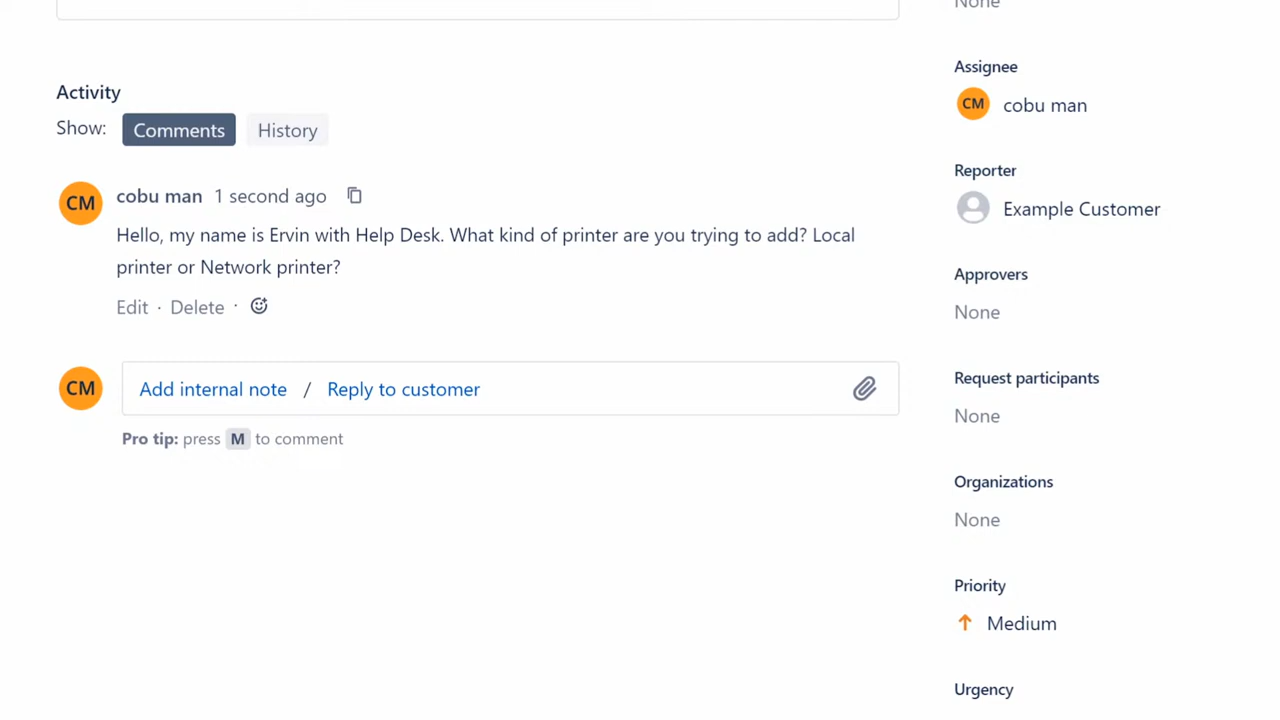 None
Assignee
CM cobu man
Reporter
Example Customer
Approvers
None
Request participants
None
Organizations
None
Priority
Medium
Urgency
Activity
Show: Comments History
CM cobu man 1 second ago
Hello, my name is Ervin with Help Desk. What kind of printer are you trying to add? Local
printer or Network printer?
Edit · Delete ·
CM Add internal note / Reply to customer
Pro tip: press M to comment